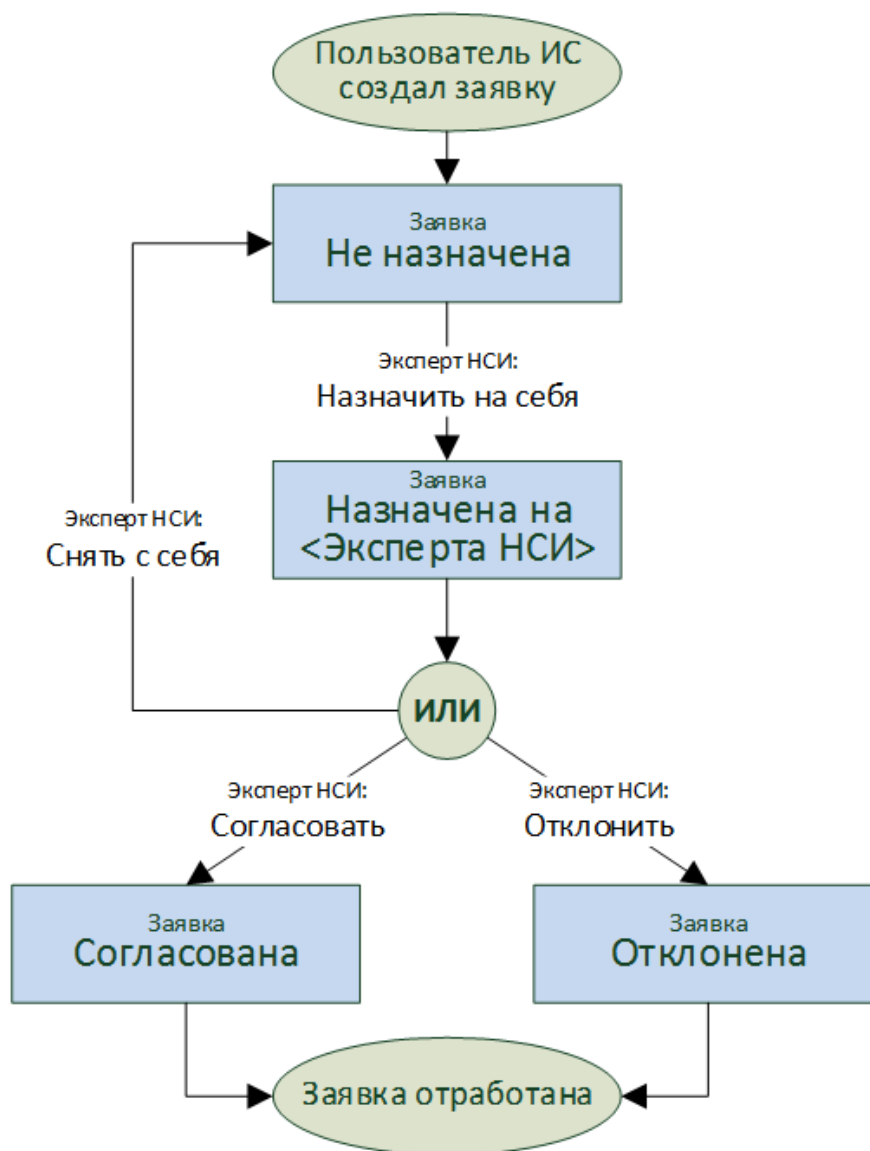 Пользователь ИС
создал заявку
Заявка
Не назначена
Эксперт НСИ:
Назначить на себя
Заявка
Назначена на
<Эксперта НСИ>
Эксперт НСИ:
Снять с себя
ИЛИ
Эксперт НСИ:
Согласовать
Эксперт НСИ:
Отклонить
Заявка
Согласована
Заявка
Отклонена
Заявка отработана